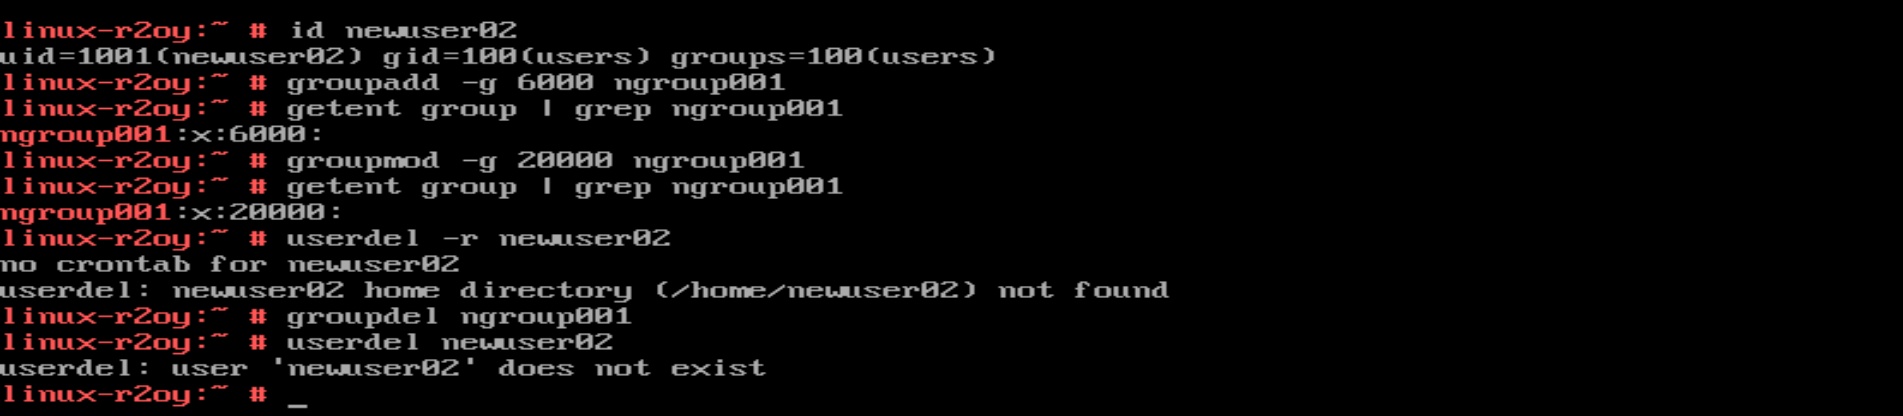 linux-r2oy:~ # id newuser02
uid=1001(newuser02) gid=100(users) groups=100(users)
linux-r2oy:~ # groupadd -g 6000 ngroup001
linux-r2oy:~ # getent group | grep ngroup001
ngroup001:x:6000:
linux-r2oy:~ # groupmod -g 20000 ngroup001
linux-r2oy:~ # getent group | grep ngroup001
ngroup001:x:20000:
linux-r2oy:~ # userdel -r newuser02
no crontab for newuser02
userdel: newuser02 home directory (/home/newuser02) not found
linux-r2oy:~ # groupdel ngroup001
linux-r2oy:~ # userdel newuser02
userdel: user 'newuser02' does not exist
linux-r2oy:~ # _